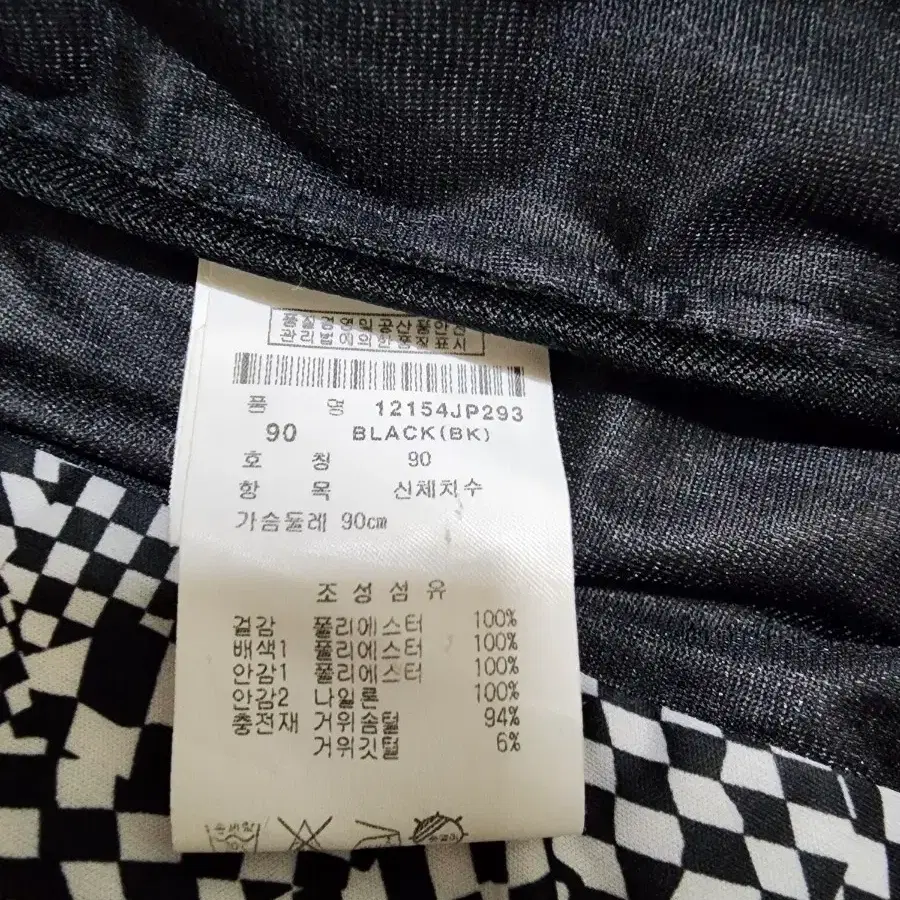 품질경영및공산품안전
관리법에의한품질표시
품 명 12154JP293
90 BLACK(BK)
호 칭 90
항 목 신체치수
가슴둘레 90cm
조성섬유
겉감 폴리에스터 100%
배색1 폴리에스터 100%
안감1 폴리에스터 100%
안감2 나일론 100%
충전재 거위솜털 94%
거위깃털 6%
손세탁